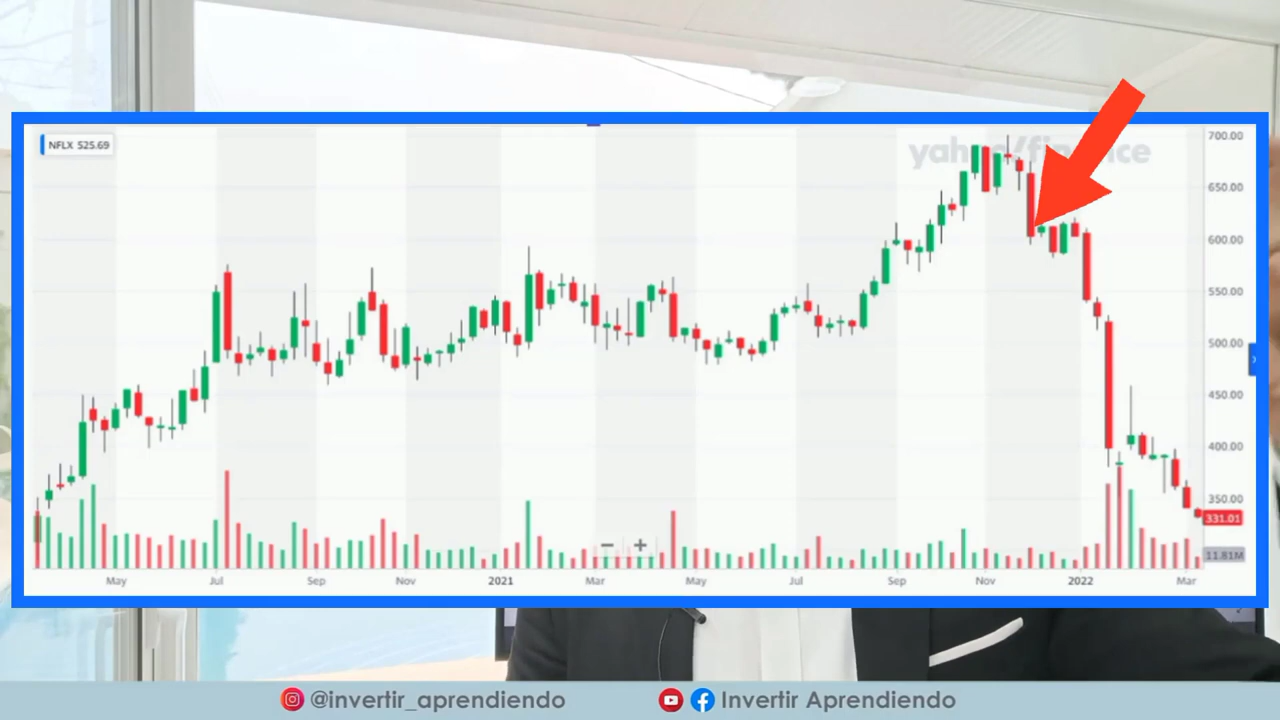 NFLX 525.69
yahoo/finance
700.00
650.00
600.00
550.00
500.00
450.00
400.00
350.00
331.01
11.81M
− +
May Jul Sep Nov 2021 Mar May Jul Sep Nov 2022 Mar
@invertir_aprendiendo Invertir Aprendiendo